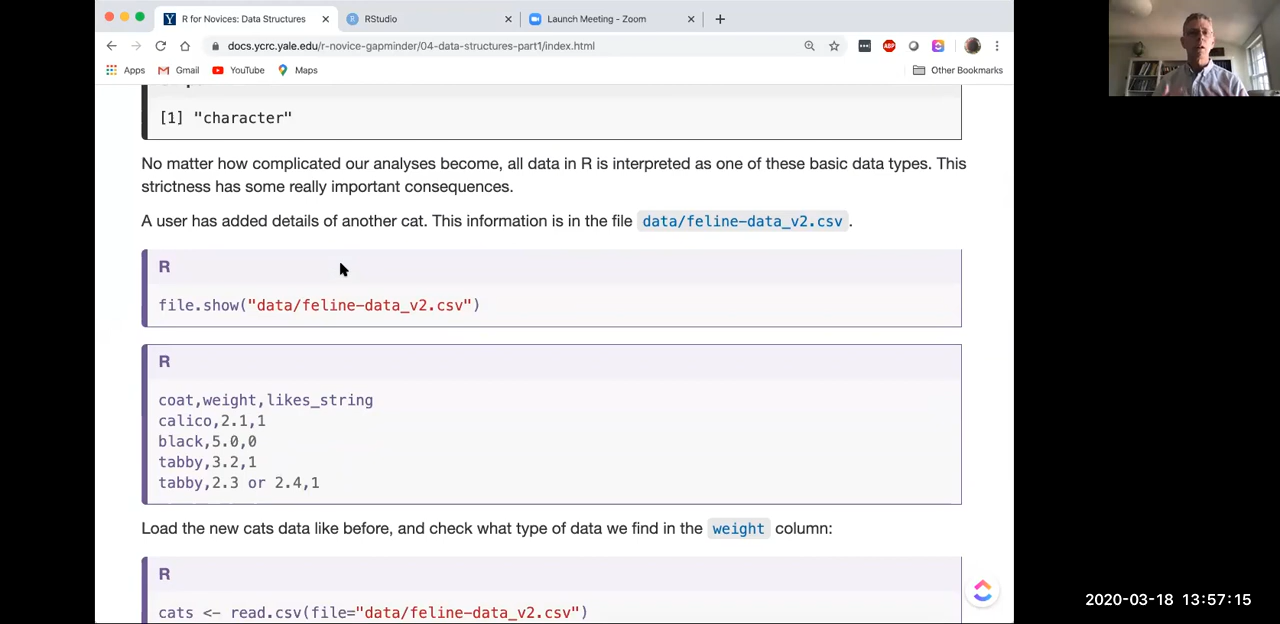 R for Novices: Data Structures
RStudio
Launch Meeting - Zoom
docs.ycrc.yale.edu/r-novice-gapminder/04-data-structures-part1/index.html
ABP
Apps
Gmail
YouTube
Maps
Other Bookmarks
[1] "character"
No matter how complicated our analyses become, all data in R is interpreted as one of these basic data types. This
strictness has some really important consequences.
A user has added details of another cat. This information is in the file data/feline-data_v2.csv.
R
file.show("data/feline-data_v2.csv")
R
coat,weight,likes_string
calico,2.1,1
black,5.0,0
tabby,3.2,1
tabby,2.3 or 2.4,1
Load the new cats data like before, and check what type of data we find in the weight column:
R
cats <- read.csv(file="data/feline-data_v2.csv")
2020-03-18 13:57:15